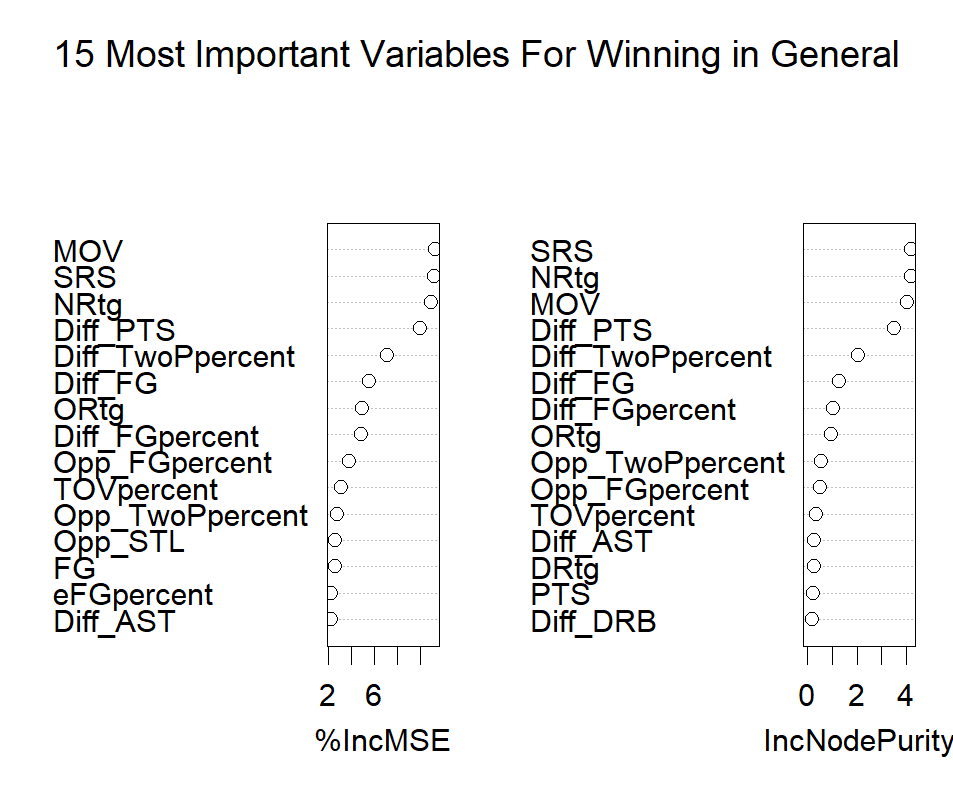 15 Most Important Variables For Winning in General
MOV
SRS
NRtg
Diff_PTS
Diff_TwoPpercent
Diff_FG
ORtg
Diff_FGpercent
Opp_FGpercent
TOVpercent
Opp_TwoPpercent
Opp_STL
FG
eFGpercent
Diff_AST
2 6
%IncMSE
SRS
NRtg
MOV
Diff_PTS
Diff_TwoPpercent
Diff_FG
Diff_FGpercent
ORtg
Opp_TwoPpercent
Opp_FGpercent
TOVpercent
Diff_AST
DRtg
PTS
Diff_DRB
0 2 4
IncNodePurity